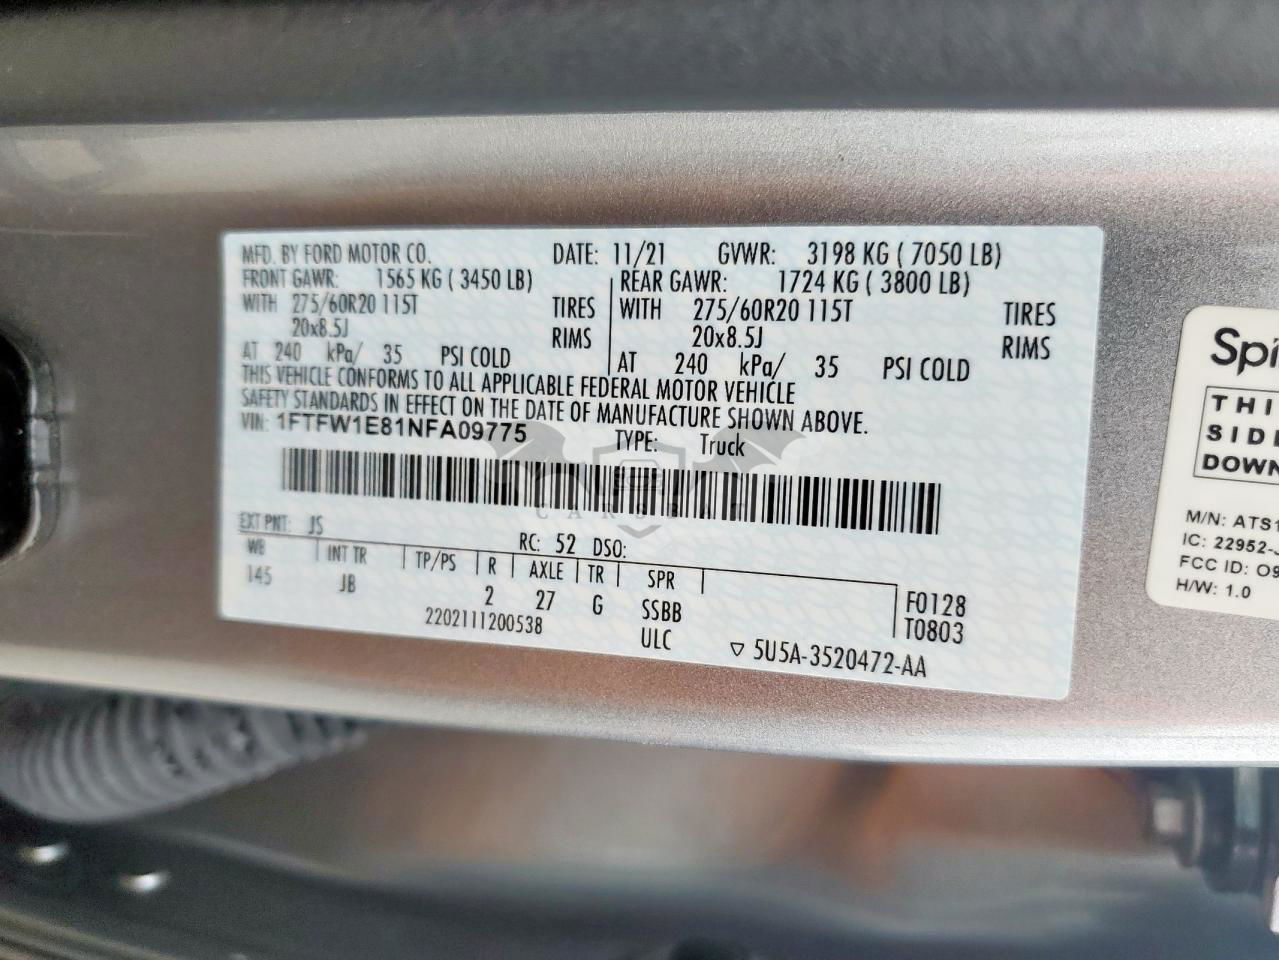 MFD. BY FORD MOTOR CO. DATE: 11/21 GVWR: 3198 KG ( 7050 LB)
FRONT GAWR: 1565 KG ( 3450 LB) REAR GAWR: 1724 KG ( 3800 LB)
WITH 275/60R20 115T TIRES WITH 275/60R20 115T TIRES
20x8.5J RIMS 20x8.5J RIMS
AT 240 kPa/ 35 PSI COLD AT 240 kPa/ 35 PSI COLD
THIS VEHICLE CONFORMS TO ALL APPLICABLE FEDERAL MOTOR VEHICLE
SAFETY STANDARDS IN EFFECT ON THE DATE OF MANUFACTURE SHOWN ABOVE.
VIN: 1FTFW1E81NFA09775 TYPE: Truck
CARSBAT
EXT PNT: JS RC: 52 DSO:
WB INT TR TP/PS R AXLE TR SPR
145 JB 2 27 G SSBB F0128
2202111200538 ULC T0803
5U5A-3520472-AA
Spi
THI
SIDE
DOWN
M/N: ATS1
IC: 22952-
FCC ID: O9
H/W: 1.0